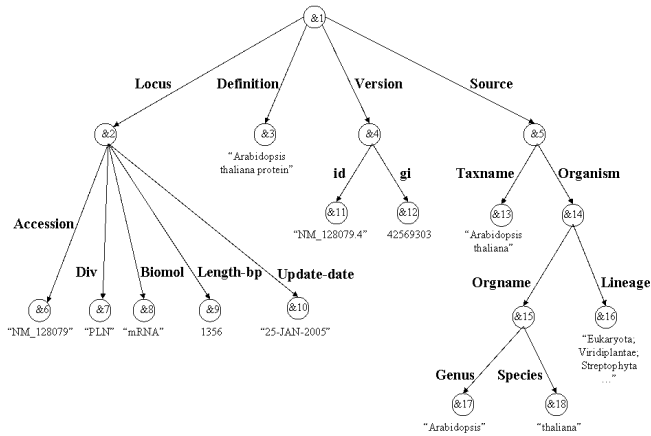 &1
Locus Definition Version Source
&2 &3 &4 &5
“Arabidopsis
thaliana protein”
id gi Taxname Organism
&11 &12 &13 &14
“NM_128079.4” 42569303 “Arabidopsis
thaliana”
Accession Div Biomol Length-bp Update-date
&6 &7 &8 &9 &10
“NM_128079” “PLN” “mRNA” 1356 “25-JAN-2005”
Orgname Lineage
&15 &16
“Eukaryota;
Viridiplantae;
Streptophyta
...”
Genus Species
&17 &18
“Arabidopsis” “thaliana”